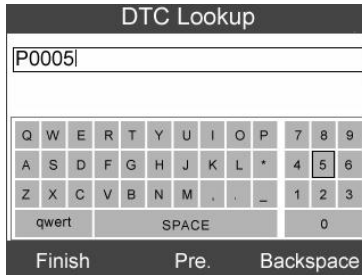 DTC Lookup
P0005
Q W E R T Y U I O P 7 8 9
A S D F G H J K L * 4 5 6
Z X C V B N M , . _ 1 2 3
qwert SPACE 0
Finish Pre. Backspace